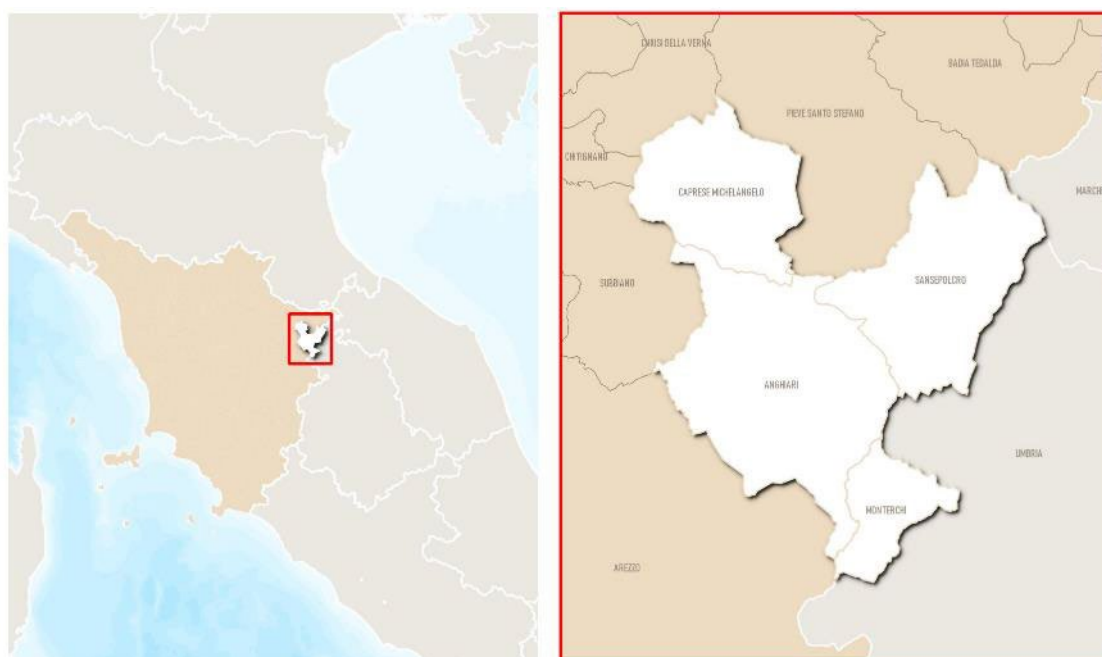 CHIUSI DELLA VERNA
BADIA TEDALDA
PIEVE SANTO STEFANO
CHITIGNANO
CAPRESE MICHELANGELO
MARCHE
SUBBIANO
SANSEPOLCRO
ANGHIARI
UMBRIA
MONTERCHI
AREZZO